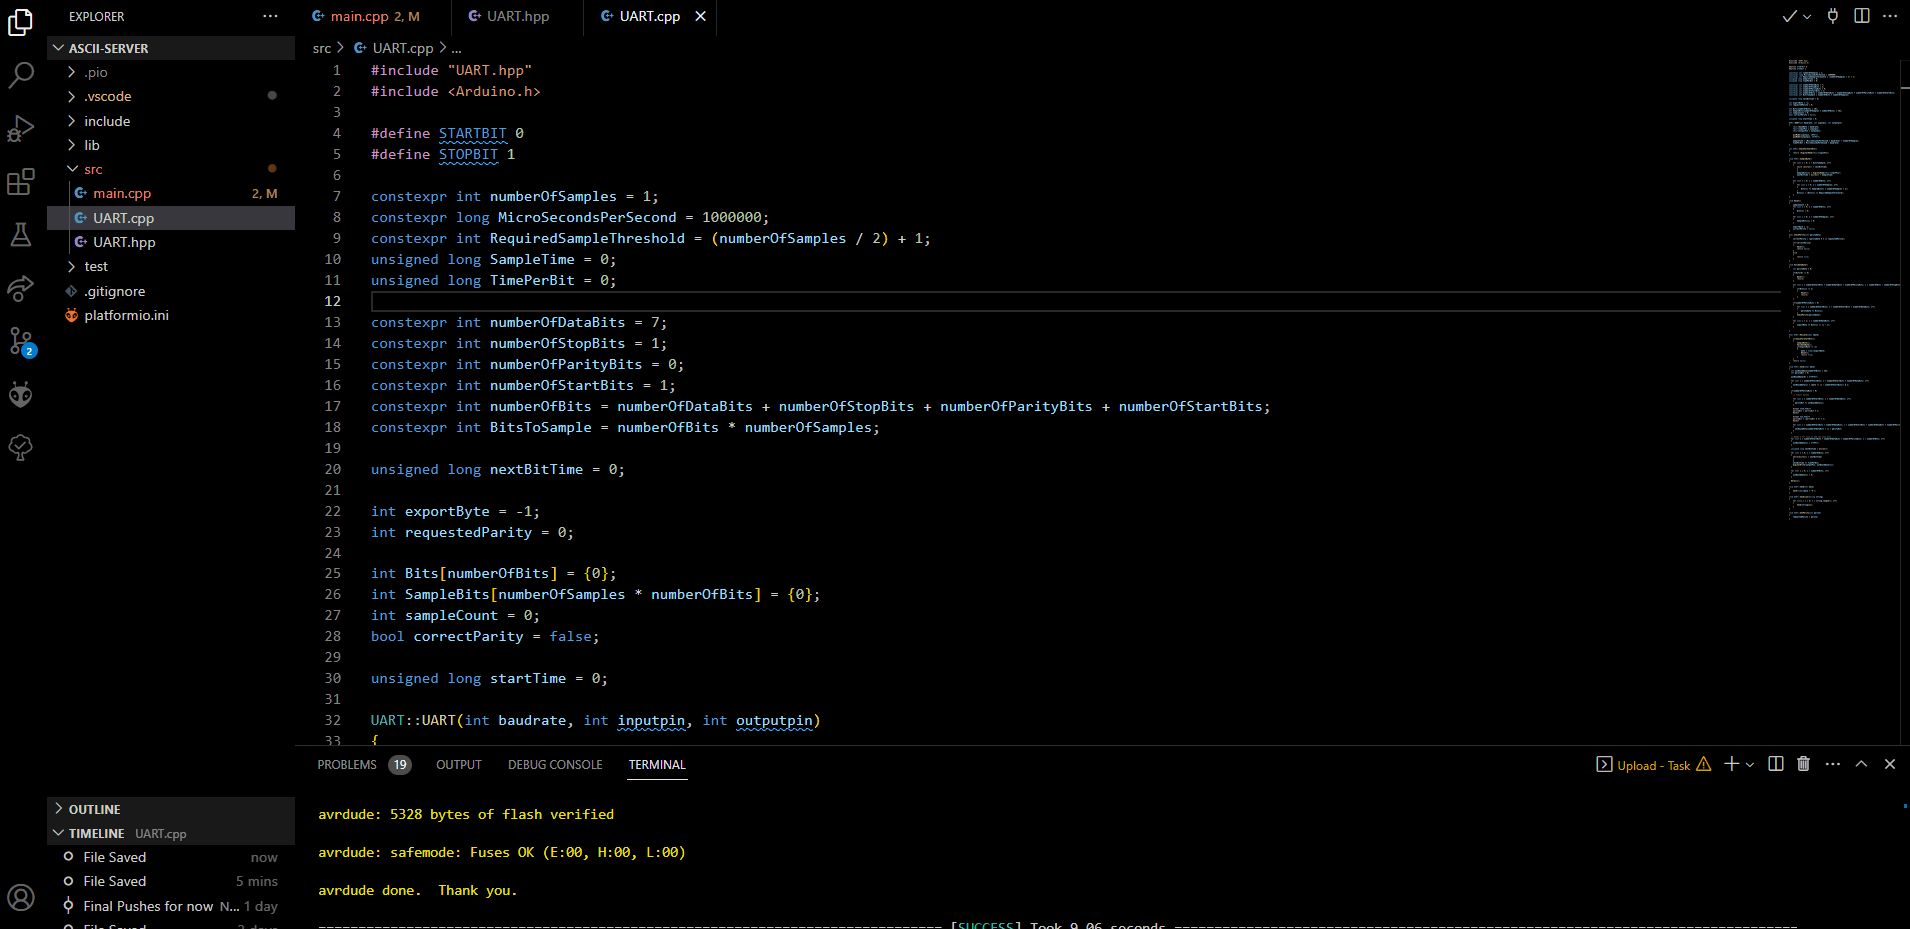 EXPLORER
ASCII-SERVER
.pio
.vscode
include
lib
src
main.cpp 2, M
UART.cpp
UART.hpp
test
.gitignore
platformio.ini
2
OUTLINE
TIMELINE UART.cpp
File Saved now
File Saved 5 mins
Final Pushes for now N... 1 day
File Saved
main.cpp 2, M
UART.hpp
UART.cpp
src > UART.cpp > ...
1 #include "UART.hpp"
2 #include <Arduino.h>
3
4 #define STARTBIT 0
5 #define STOPBIT 1
6
7 constexpr int numberOfSamples = 1;
8 constexpr long MicroSecondsPerSecond = 1000000;
9 constexpr int RequiredSampleThreshold = (numberOfSamples / 2) + 1;
10 unsigned long SampleTime = 0;
11 unsigned long TimePerBit = 0;
12
13 constexpr int numberOfDataBits = 7;
14 constexpr int numberOfStopBits = 1;
15 constexpr int numberOfParityBits = 0;
16 constexpr int numberOfStartBits = 1;
17 constexpr int numberOfBits = numberOfDataBits + numberOfStopBits + numberOfParityBits + numberOfStartBits;
18 constexpr int BitsToSample = numberOfBits * numberOfSamples;
19
20 unsigned long nextBitTime = 0;
21
22 int exportByte = -1;
23 int requestedParity = 0;
24
25 int Bits[numberOfBits] = {0};
26 int SampleBits[numberOfSamples * numberOfBits] = {0};
27 int sampleCount = 0;
28 bool correctParity = false;
29
30 unsigned long startTime = 0;
31
32 UART::UART(int baudrate, int inputpin, int outputpin)
33 {
PROBLEMS 19 OUTPUT DEBUG CONSOLE TERMINAL
Upload - Task
avrdude: 5328 bytes of flash verified
avrdude: safemode: Fuses OK (E:00, H:00, L:00)
avrdude done.  Thank you.
[SUCCESS] Took 9.06 seconds